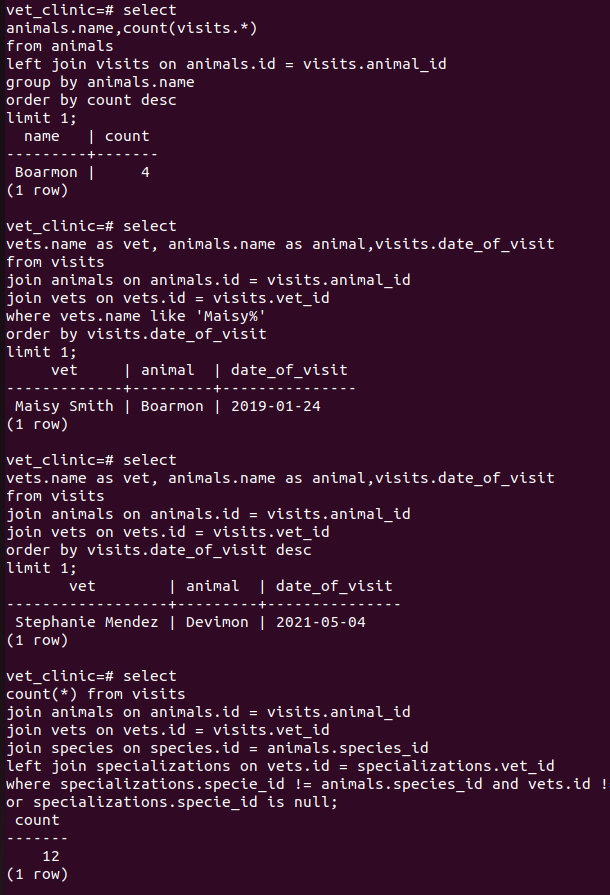 vet_clinic=# select
animals.name,count(visits.*)
from animals
left join visits on animals.id = visits.animal_id
group by animals.name
order by count desc
limit 1;
  name   | count
---------+-------
 Boarmon |     4
(1 row)

vet_clinic=# select
vets.name as vet, animals.name as animal,visits.date_of_visit
from visits
join animals on animals.id = visits.animal_id
join vets on vets.id = visits.vet_id
where vets.name like 'Maisy%'
order by visits.date_of_visit
limit 1;
     vet     | animal  | date_of_visit
-------------+---------+---------------
 Maisy Smith | Boarmon | 2019-01-24
(1 row)

vet_clinic=# select
vets.name as vet, animals.name as animal,visits.date_of_visit
from visits
join animals on animals.id = visits.animal_id
join vets on vets.id = visits.vet_id
order by visits.date_of_visit desc
limit 1;
       vet        | animal  | date_of_visit
------------------+---------+---------------
 Stephanie Mendez | Devimon | 2021-05-04
(1 row)

vet_clinic=# select
count(*) from visits
join animals on animals.id = visits.animal_id
join vets on vets.id = visits.vet_id
join species on species.id = animals.species_id
left join specializations on vets.id = specializations.vet_id
where specializations.specie_id != animals.species_id and vets.id !
or specializations.specie_id is null;
 count
-------
    12
(1 row)